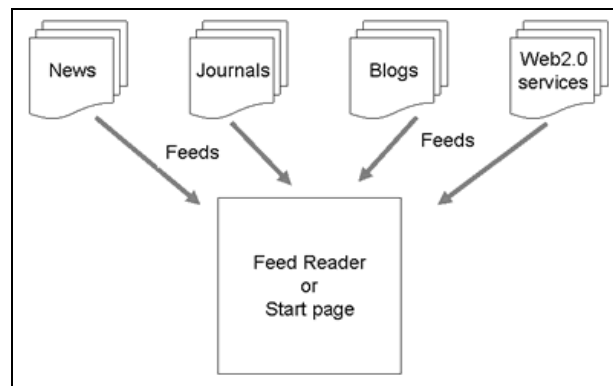 News
Journals
Blogs
Web2.0
services
Feeds
Feeds
Feed Reader
or
Start page